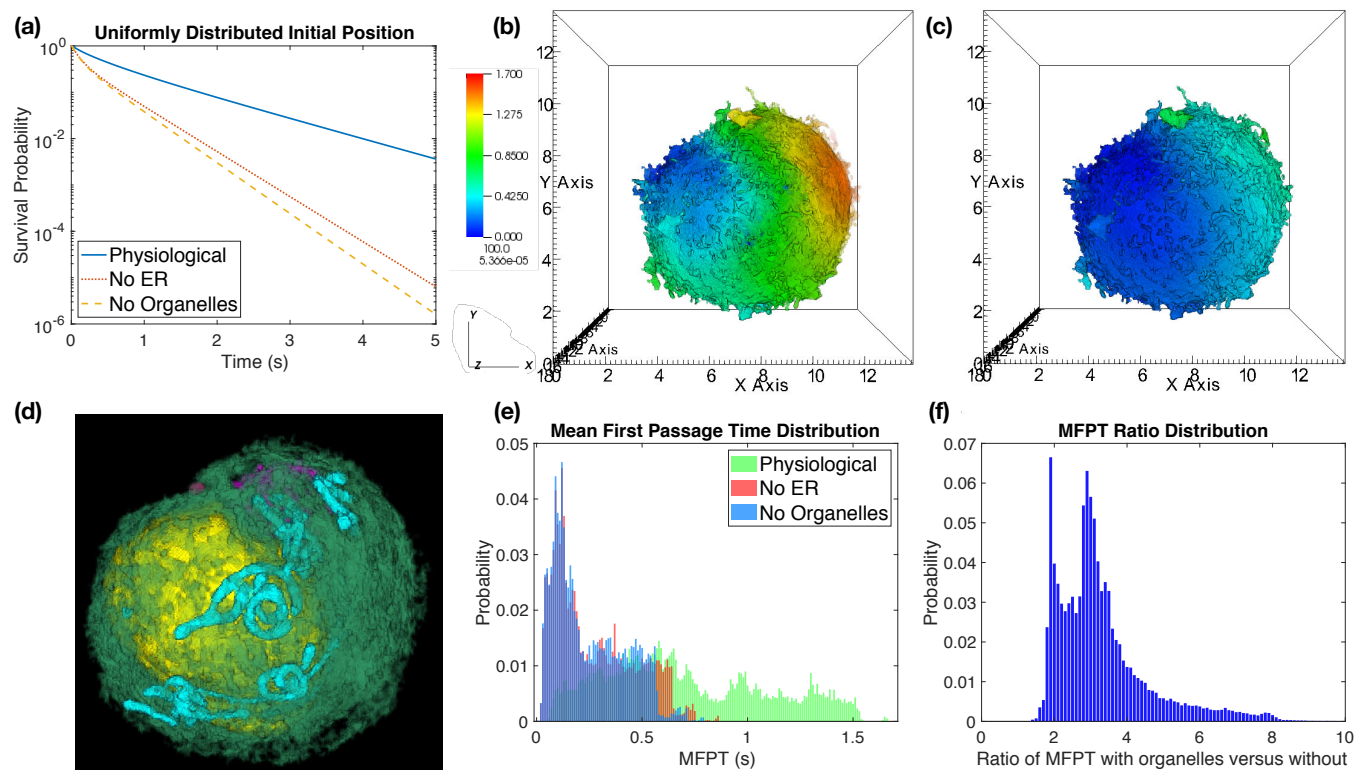 (a)
Uniformly Distributed Initial Position
10^0
10^-2
10^-4
10^-6
Survival Probability
Physiological
No ER
No Organelles
0 1 2 3 4 5
Time (s)
1.700
1.275
0.8500
0.4250
0.000
100.0
5.366e-05
Y
Z X
(b)
12
10
8
Y Axis
6
4
2
Z Axis
2 4 6 8 10 12
X Axis
(c)
12
10
8
Y Axis
6
4
2
Z Axis
2 4 6 8 10 12
X Axis
(d)
(e)
Mean First Passage Time Distribution
0.05
0.04
0.03
0.02
0.01
0
Probability
Physiological
No ER
No Organelles
0 0.5 1 1.5
MFPT (s)
(f)
MFPT Ratio Distribution
0.07
0.06
0.05
0.04
0.03
0.02
0.01
0
Probability
0 2 4 6 8 10
Ratio of MFPT with organelles versus without